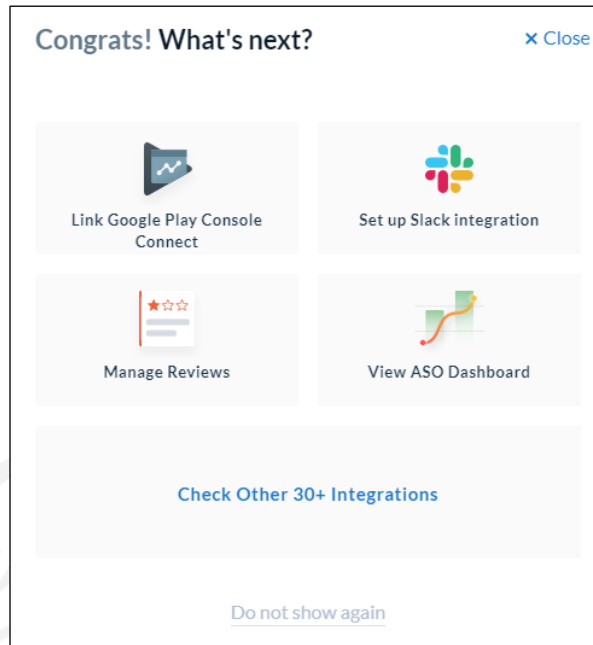 Congrats! What's next?
× Close
Link Google Play Console
Connect
Set up Slack integration
Manage Reviews
View ASO Dashboard
Check Other 30+ Integrations
Do not show again